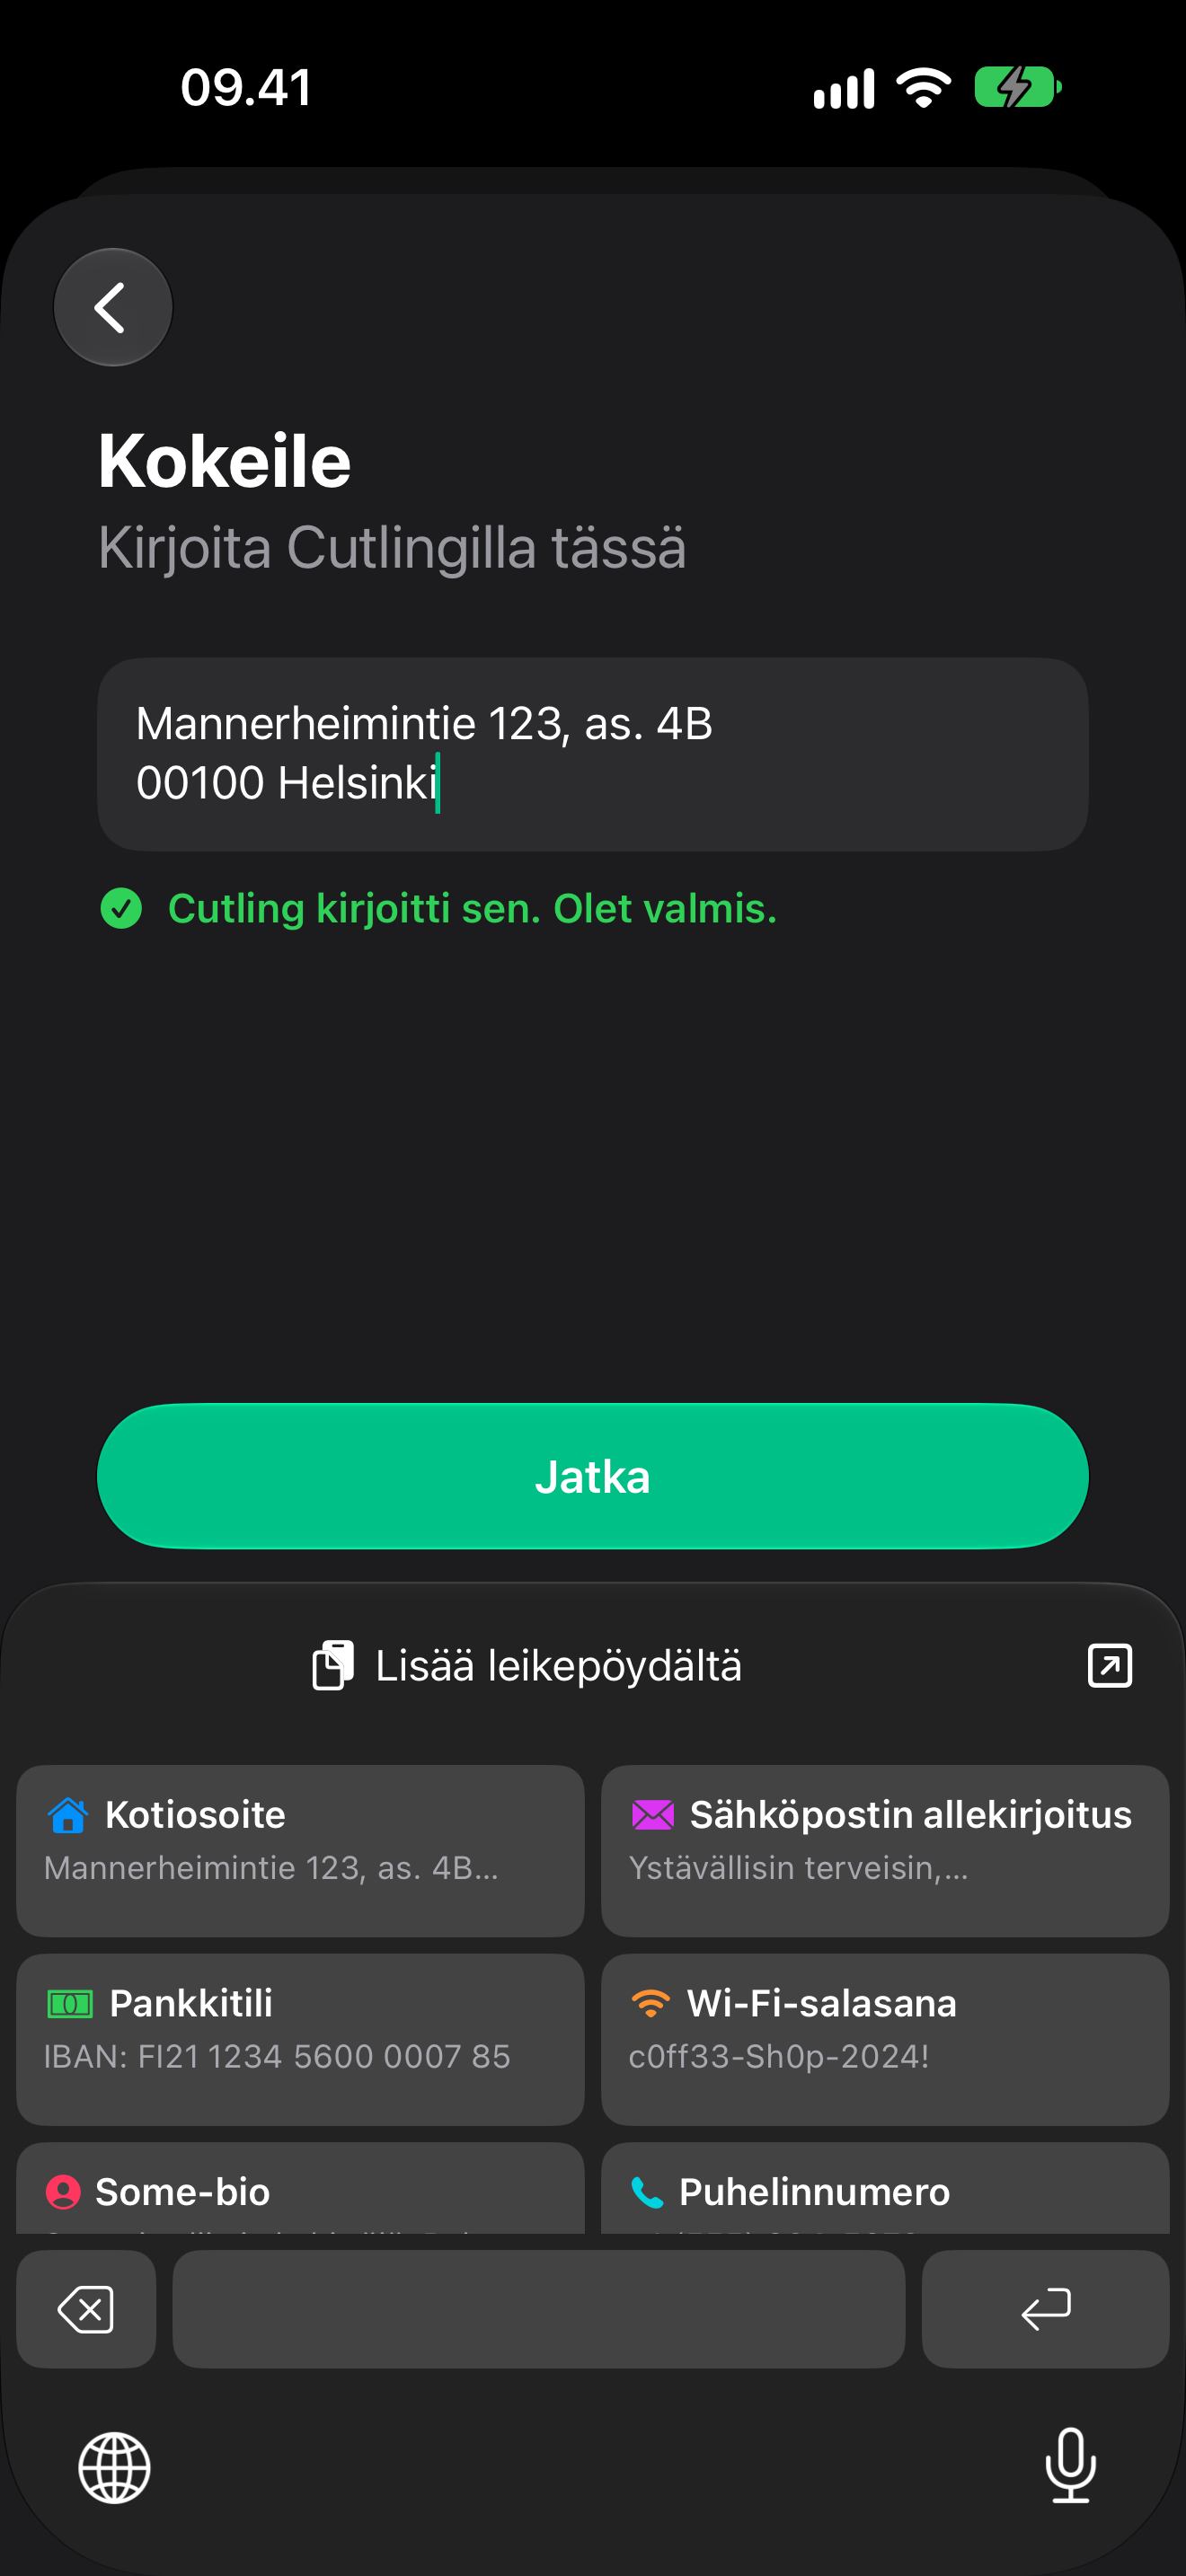 09.41
Kokeile
Kirjoita Cutlingilla tässä
Mannerheimintie 123, as. 4B
00100 Helsinki
Cutling kirjoitti sen. Olet valmis.
Jatka
Lisää leikepöydältä
Kotiosoite
Mannerheimintie 123, as. 4B...
Sähköpostin allekirjoitus
Ystävällisin terveisin,...
Pankkitili
IBAN: FI21 1234 5600 0007 85
Wi-Fi-salasana
c0ff33-Sh0p-2024!
Some-bio
Puhelinnumero